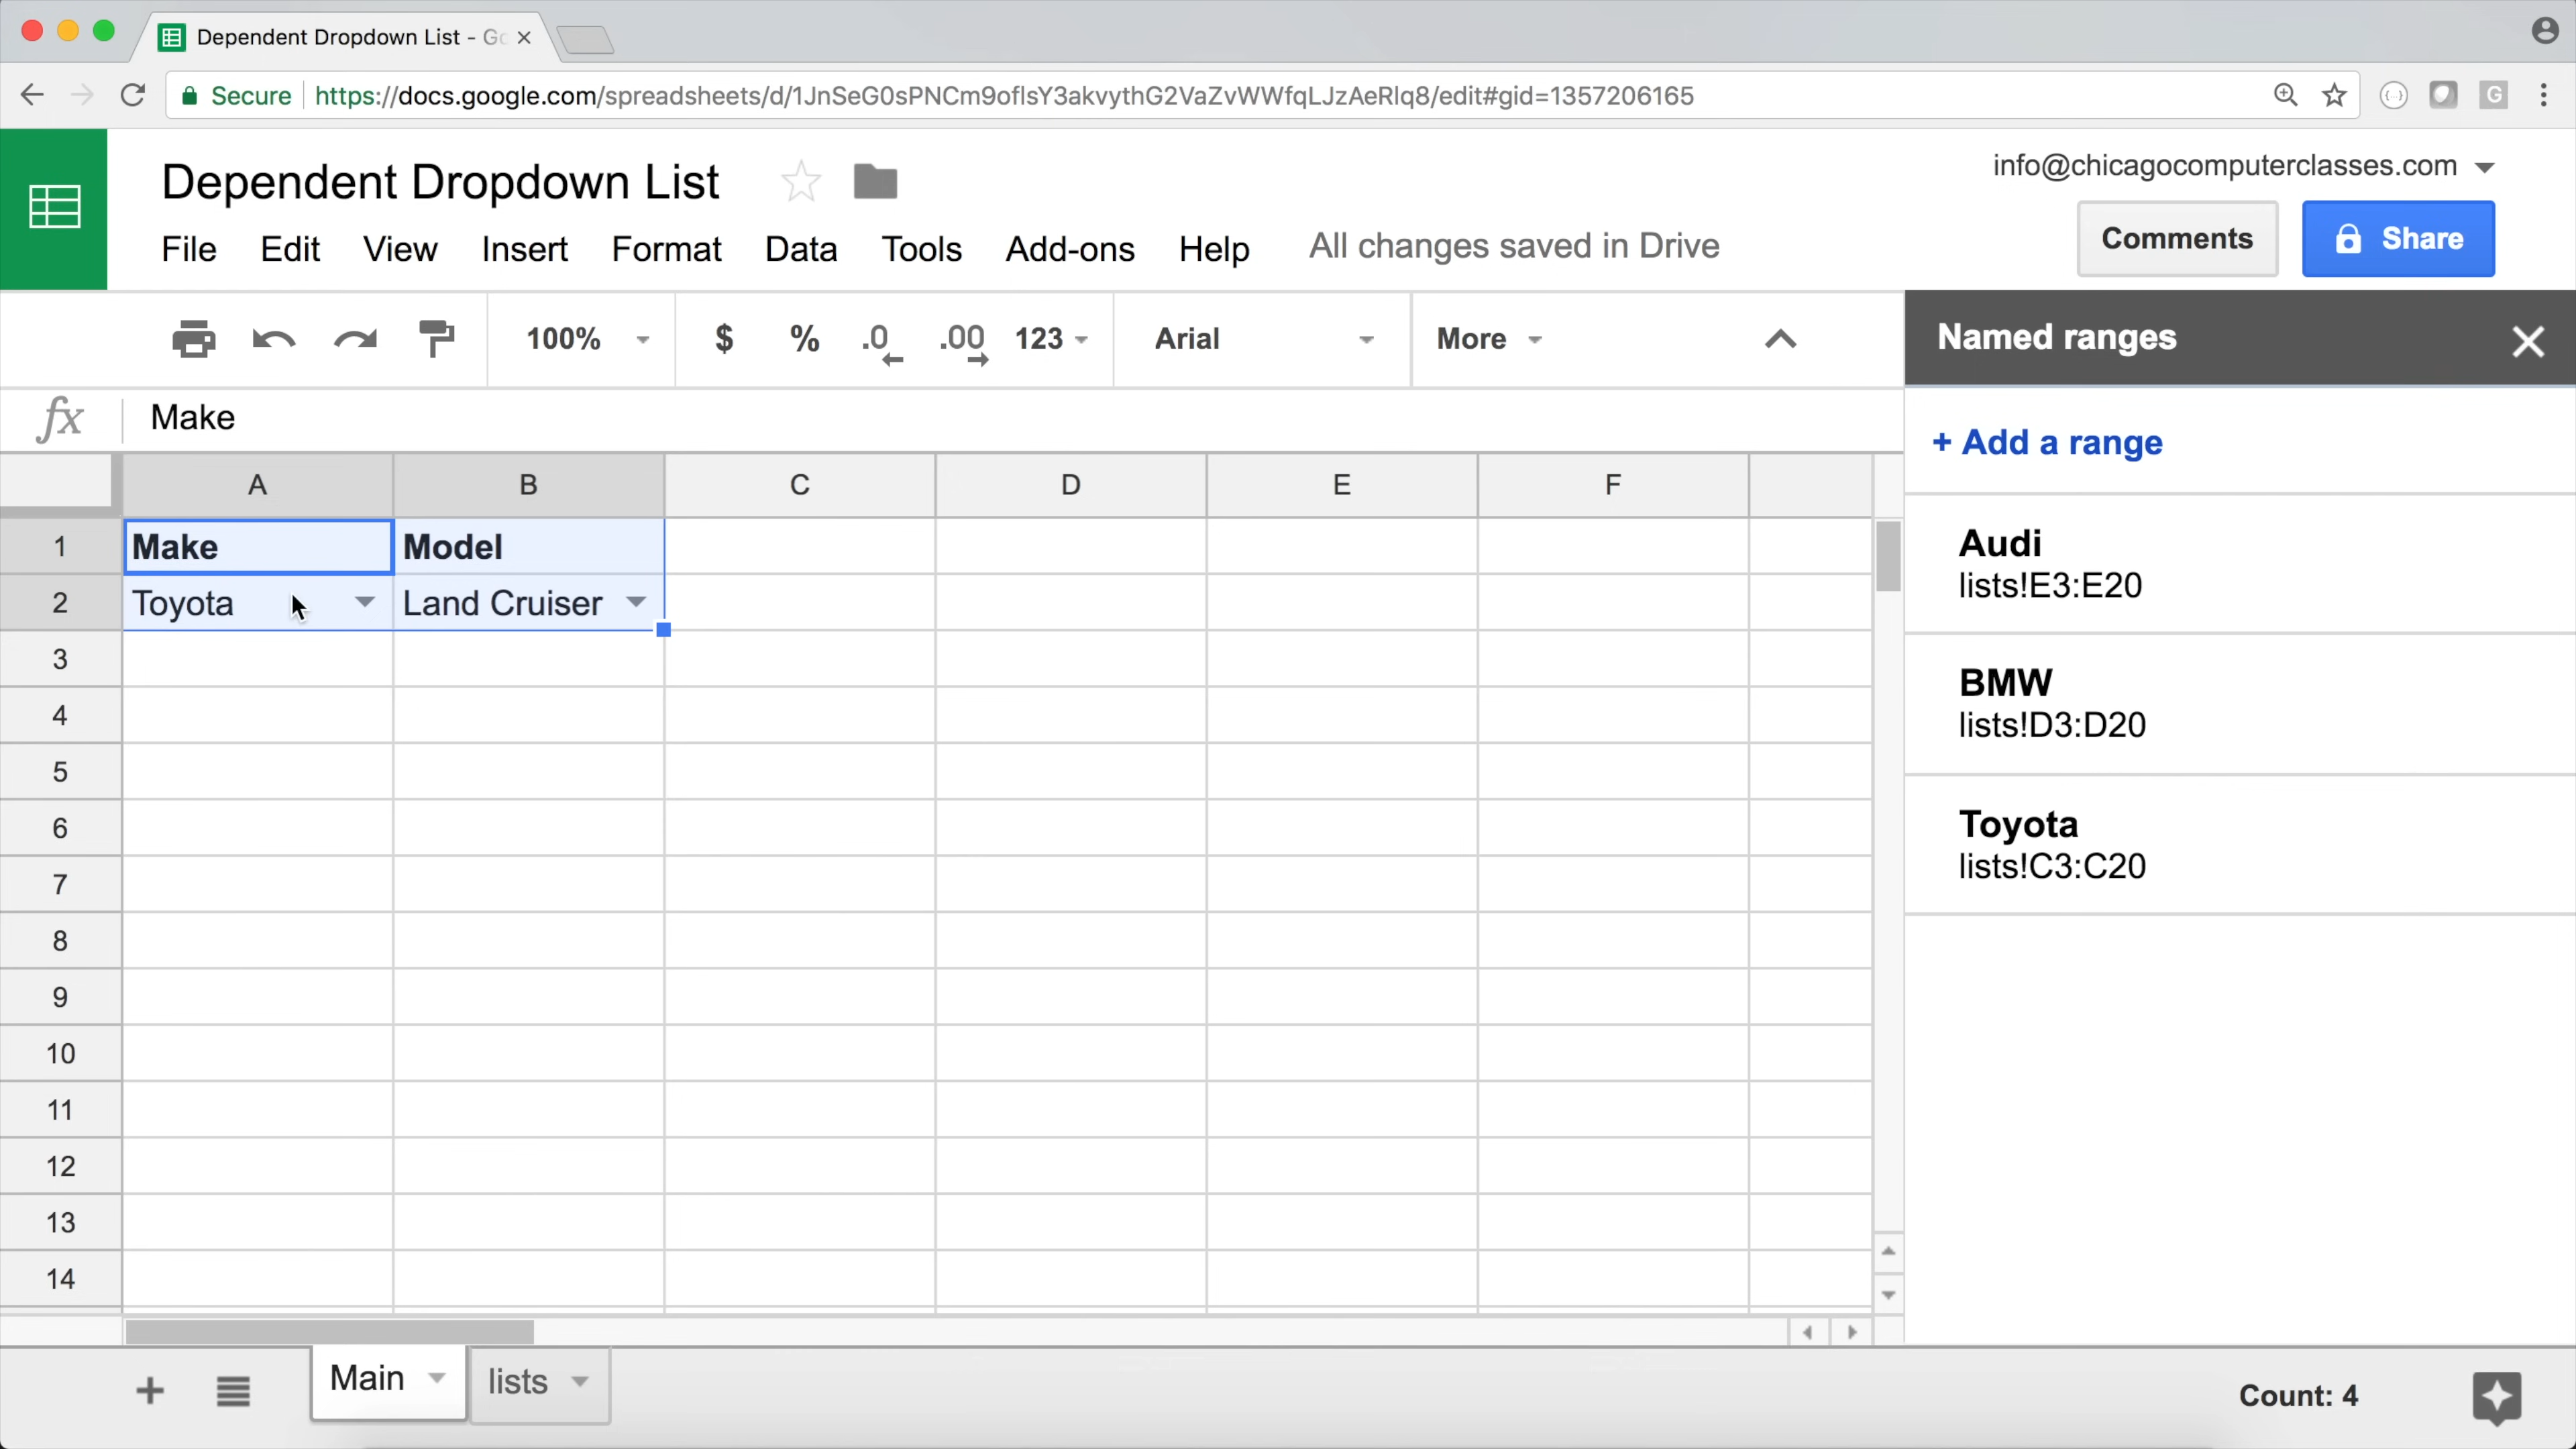 Dependent Dropdown List - Go
Secure https://docs.google.com/spreadsheets/d/1JnSeG0sPNCm9oflsY3akvythG2VaZvWWfqLJzAeRlq8/edit#gid=1357206165
G
Dependent Dropdown List
info@chicagocomputerclasses.com
File Edit View Insert Format Data Tools Add-ons Help All changes saved in Drive
Comments Share
100% $ % .0 .00 123 Arial More
Named ranges
fx Make
+ Add a range
A B C D E F
1 Make Model
2 Toyota Land Cruiser
3
4
5
6
7
8
9
10
11
12
13
14
Audi
lists!E3:E20
BMW
lists!D3:D20
Toyota
lists!C3:C20
Main lists
Count: 4